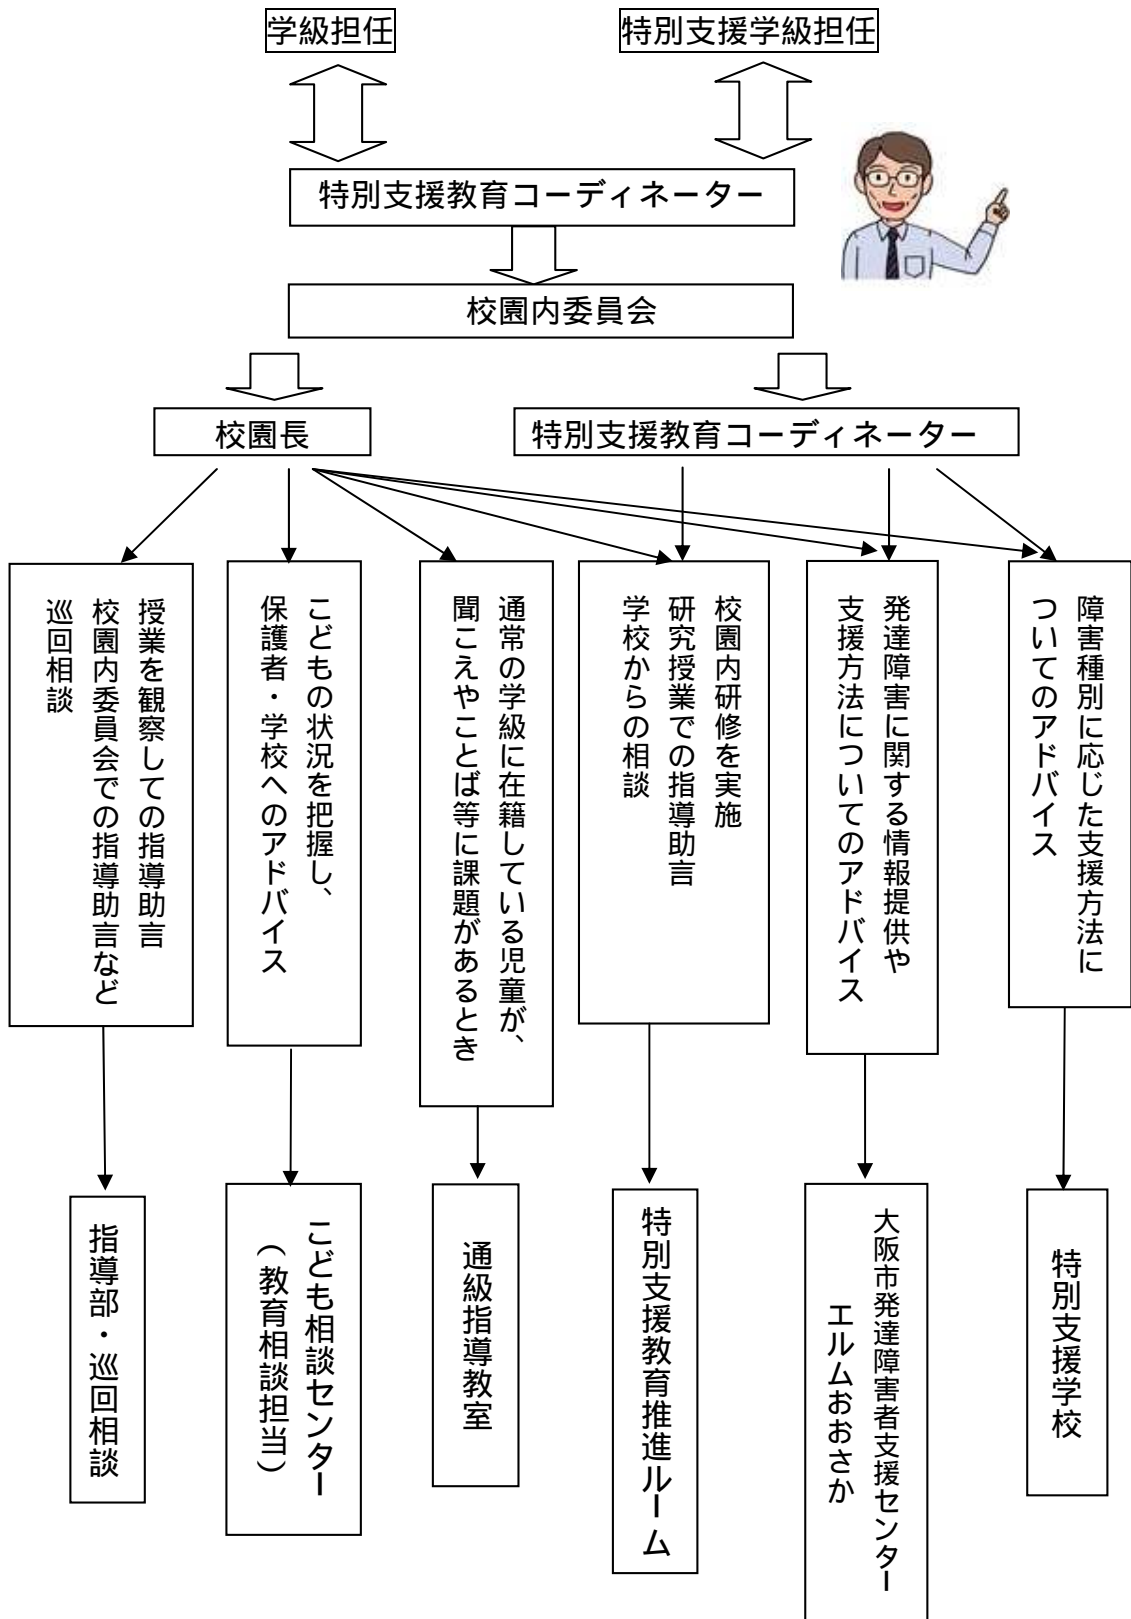 学級担任
特別支援学級担任
特別支援教育コーディネーター
校園内委員会
校園長
特別支援教育コーディネーター
授業を観察しての指導助言
校園内委員会での指導助言など
巡回相談
こどもの状況を把握し、
保護者・学校へのアドバイス
通常の学級に在籍している児童が、
聞こえやことば等に課題があるとき
校園内研修を実施
研究授業での指導助言
学校からの相談
発達障害に関する情報提供や
支援方法についてのアドバイス
障害種別に応じた支援方法に
ついてのアドバイス
指導部・巡回相談
こども相談センター
（教育相談担当）
通級指導教室
特別支援教育推進ルーム
大阪市発達障害者支援センター
エルムおおさか
特別支援学校